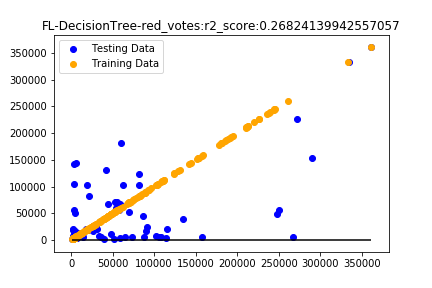 FL-DecisionTree-red_votes:r2_score:0.26824139942557057
Testing Data
Training Data
350000
300000
250000
200000
150000
100000
50000
0
0 50000 100000 150000 200000 250000 300000 350000